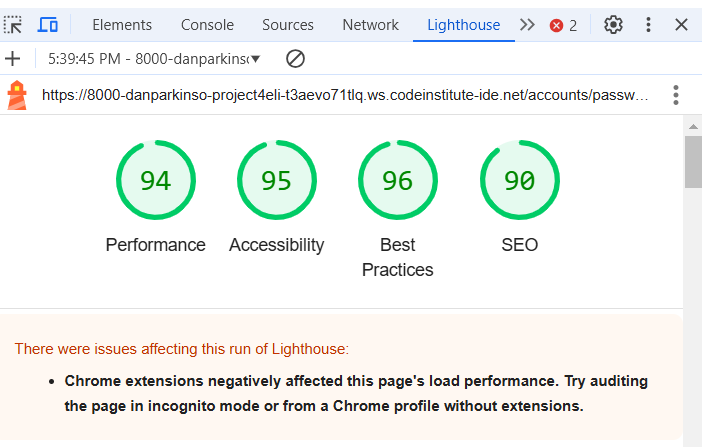 Elements Console Sources Network Lighthouse 2
5:39:45 PM - 8000-danparkinso
https://8000-danparkinso-project4eli-t3aevo71tlq.ws.codeinstitute-ide.net/accounts/passw…
94 95 96 90
Performance Accessibility Best SEO
Practices
There were issues affecting this run of Lighthouse:
Chrome extensions negatively affected this page's load performance. Try auditing
the page in incognito mode or from a Chrome profile without extensions.